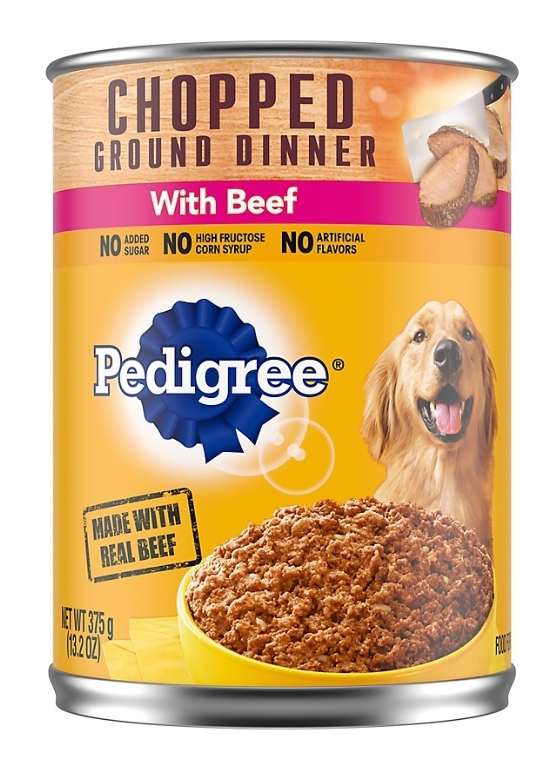 CHOPPED
GROUND DINNER
With Beef
NO ADDED SUGAR NO HIGH FRUCTOSE CORN SYRUP NO ARTIFICIAL FLAVORS
Pedigree®
MADE WITH
REAL BEEF
NET WT 375 g
(13.2 OZ)
FOOD